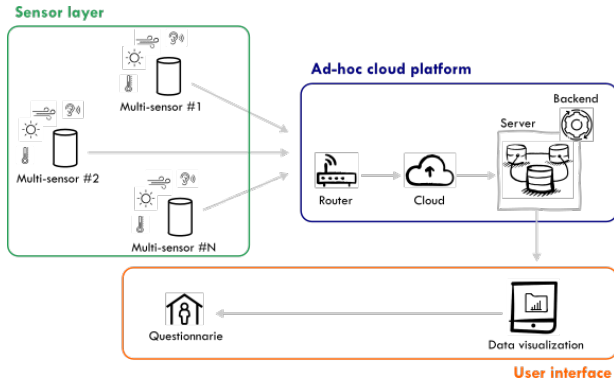 Sensor layer
Multi-sensor #1
Multi-sensor #2
Multi-sensor #N
Ad-hoc cloud platform
Backend
Server
Router
Cloud
Questionnarie
Data visualization
User interface